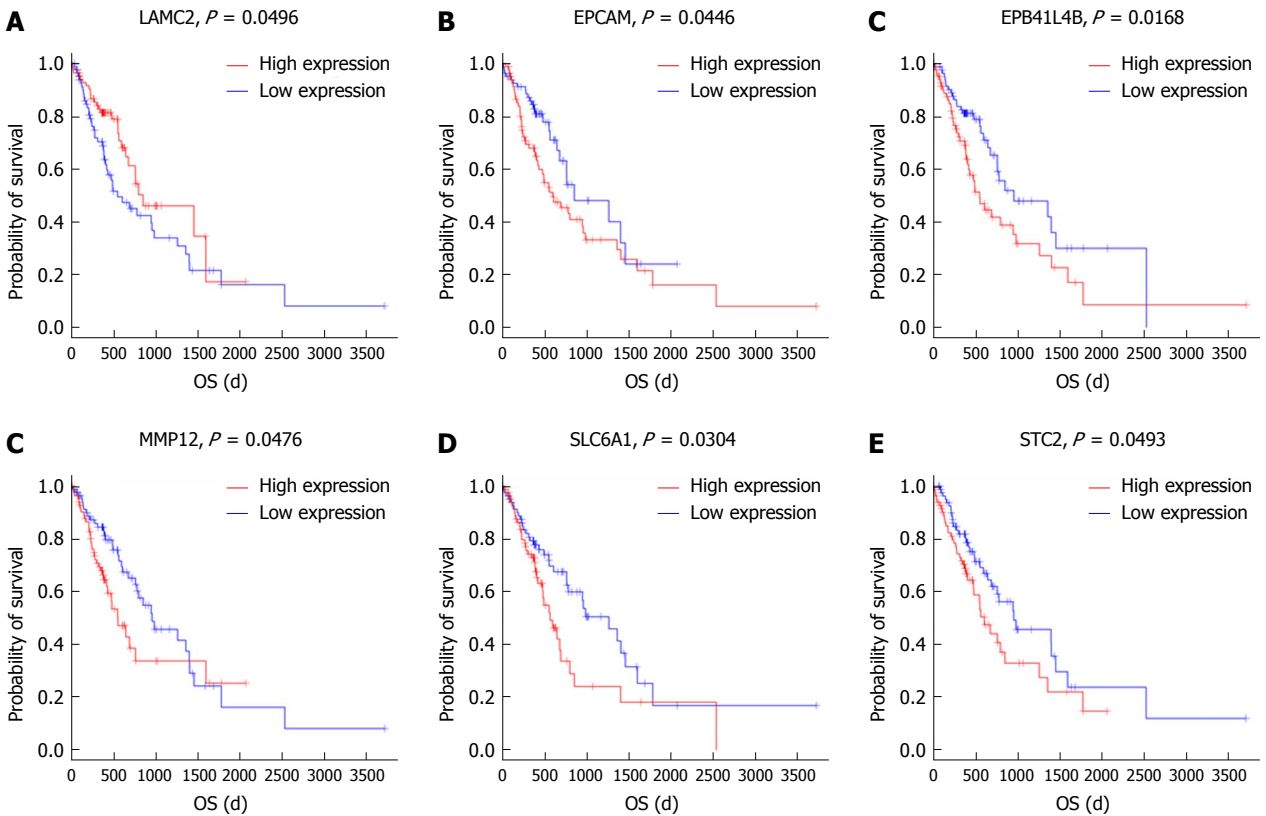 A
LAMC2, P = 0.0496
High expression
Low expression
Probability of survival
1.0
0.8
0.6
0.4
0.2
0.0
0 500 1000 1500 2000 2500 3000 3500
OS (d)
B
EPCAM, P = 0.0446
High expression
Low expression
Probability of survival
1.0
0.8
0.6
0.4
0.2
0.0
0 500 1000 1500 2000 2500 3000 3500
OS (d)
C
EPB41L4B, P = 0.0168
High expression
Low expression
Probability of survival
1.0
0.8
0.6
0.4
0.2
0.0
0 500 1000 1500 2000 2500 3000 3500
OS (d)
C
MMP12, P = 0.0476
High expression
Low expression
Probability of survival
1.0
0.8
0.6
0.4
0.2
0.0
0 500 1000 1500 2000 2500 3000 3500
OS (d)
D
SLC6A1, P = 0.0304
High expression
Low expression
Probability of survival
1.0
0.8
0.6
0.4
0.2
0.0
0 500 1000 1500 2000 2500 3000 3500
OS (d)
E
STC2, P = 0.0493
High expression
Low expression
Probability of survival
1.0
0.8
0.6
0.4
0.2
0.0
0 500 1000 1500 2000 2500 3000 3500
OS (d)